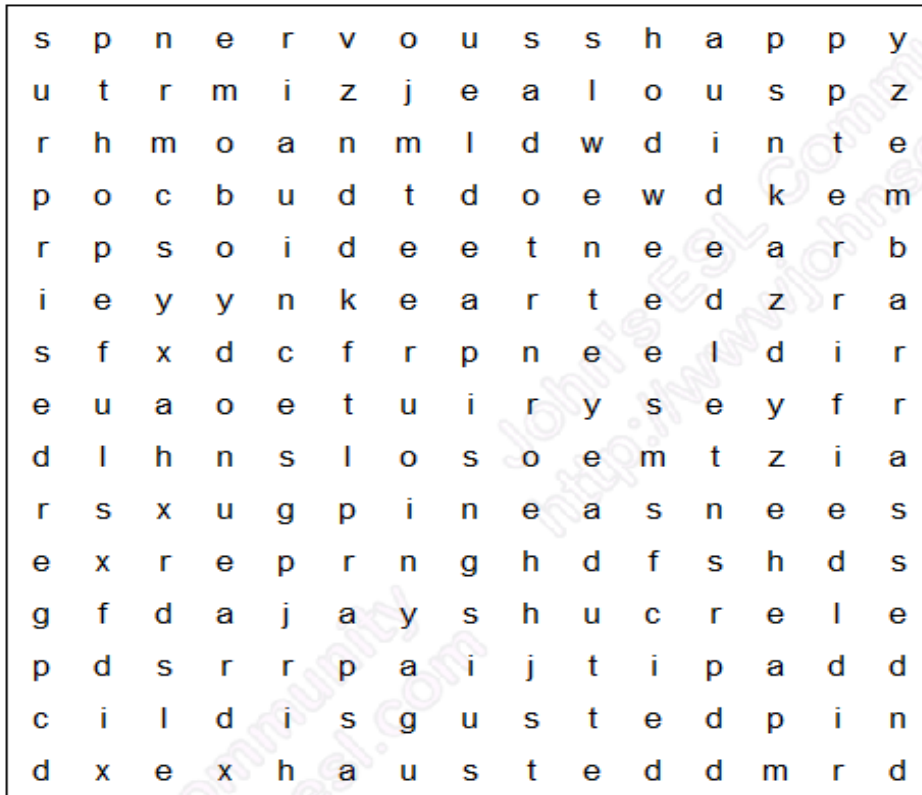 s p n e r v o u s s h a p p y
u t r m i z j e a l o u s p z
r h m o a n m l d w d i n t e
p o c b u d t d o e w d k e m
r p s o i d e e t n e e a r b
i e y y n k e a r t e d z r a
s f x d c f r p n e e l d i r
e u a o e t u i r y s e y f r
d l h n s l o s o e m t z i a
r s x u g p i n e a s n e e s
e x r e p r n g h d f s h d s
g f d a j a y s h u c r e l e
p d s r r p a i j t i p a d d
c i l d i s g u s t e d p i n
d x e x h a u s t e d d m r d